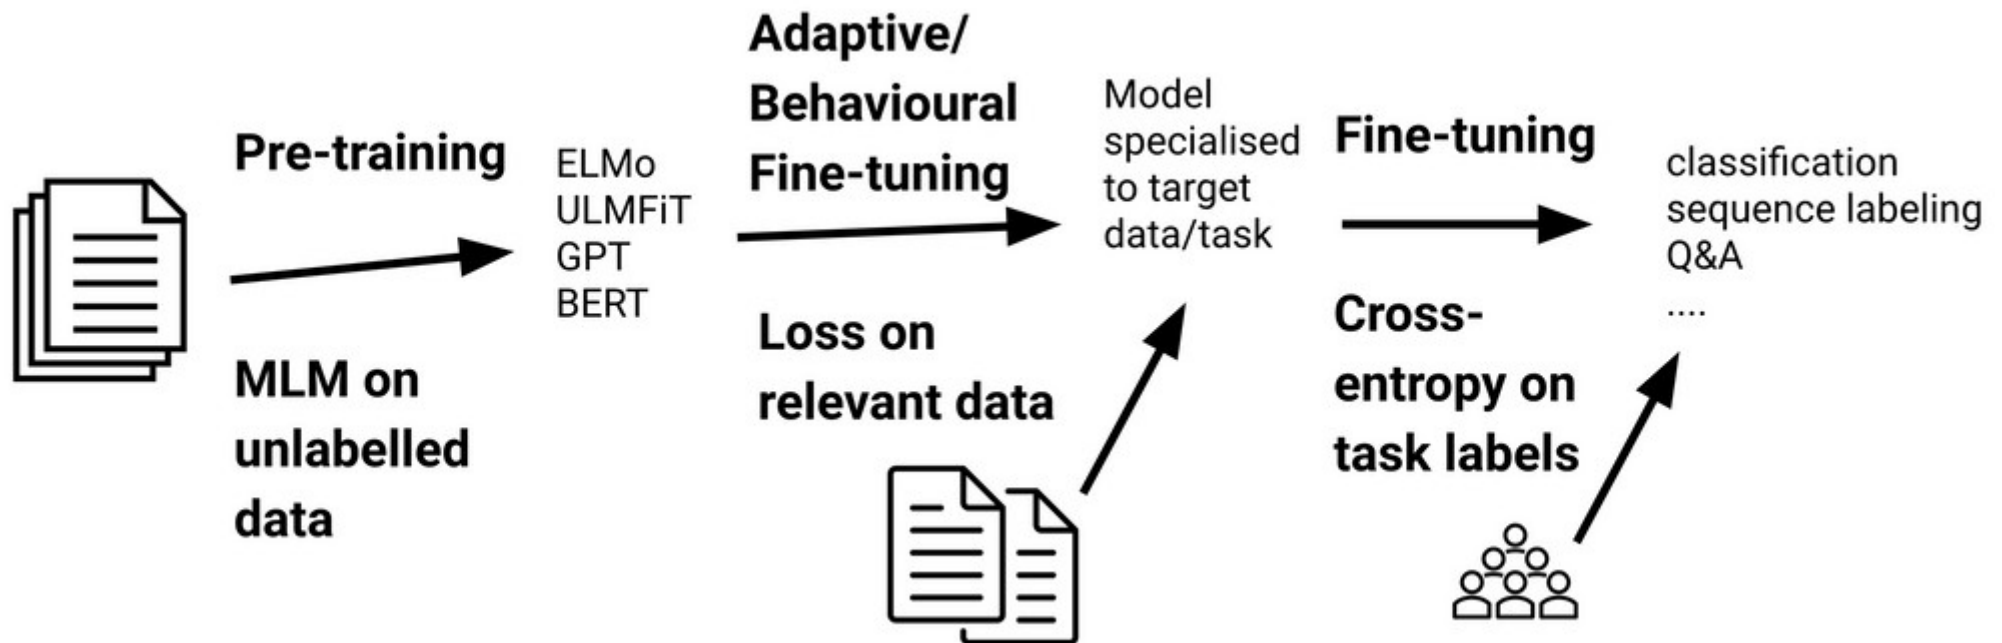 Pre-training
MLM on
unlabelled
data
ELMo
ULMFiT
GPT
BERT
Adaptive/
Behavioural
Fine-tuning
Loss on
relevant data
Model
specialised
to target
data/task
Fine-tuning
Cross-
entropy on
task labels
classification
sequence labeling
Q&A
....